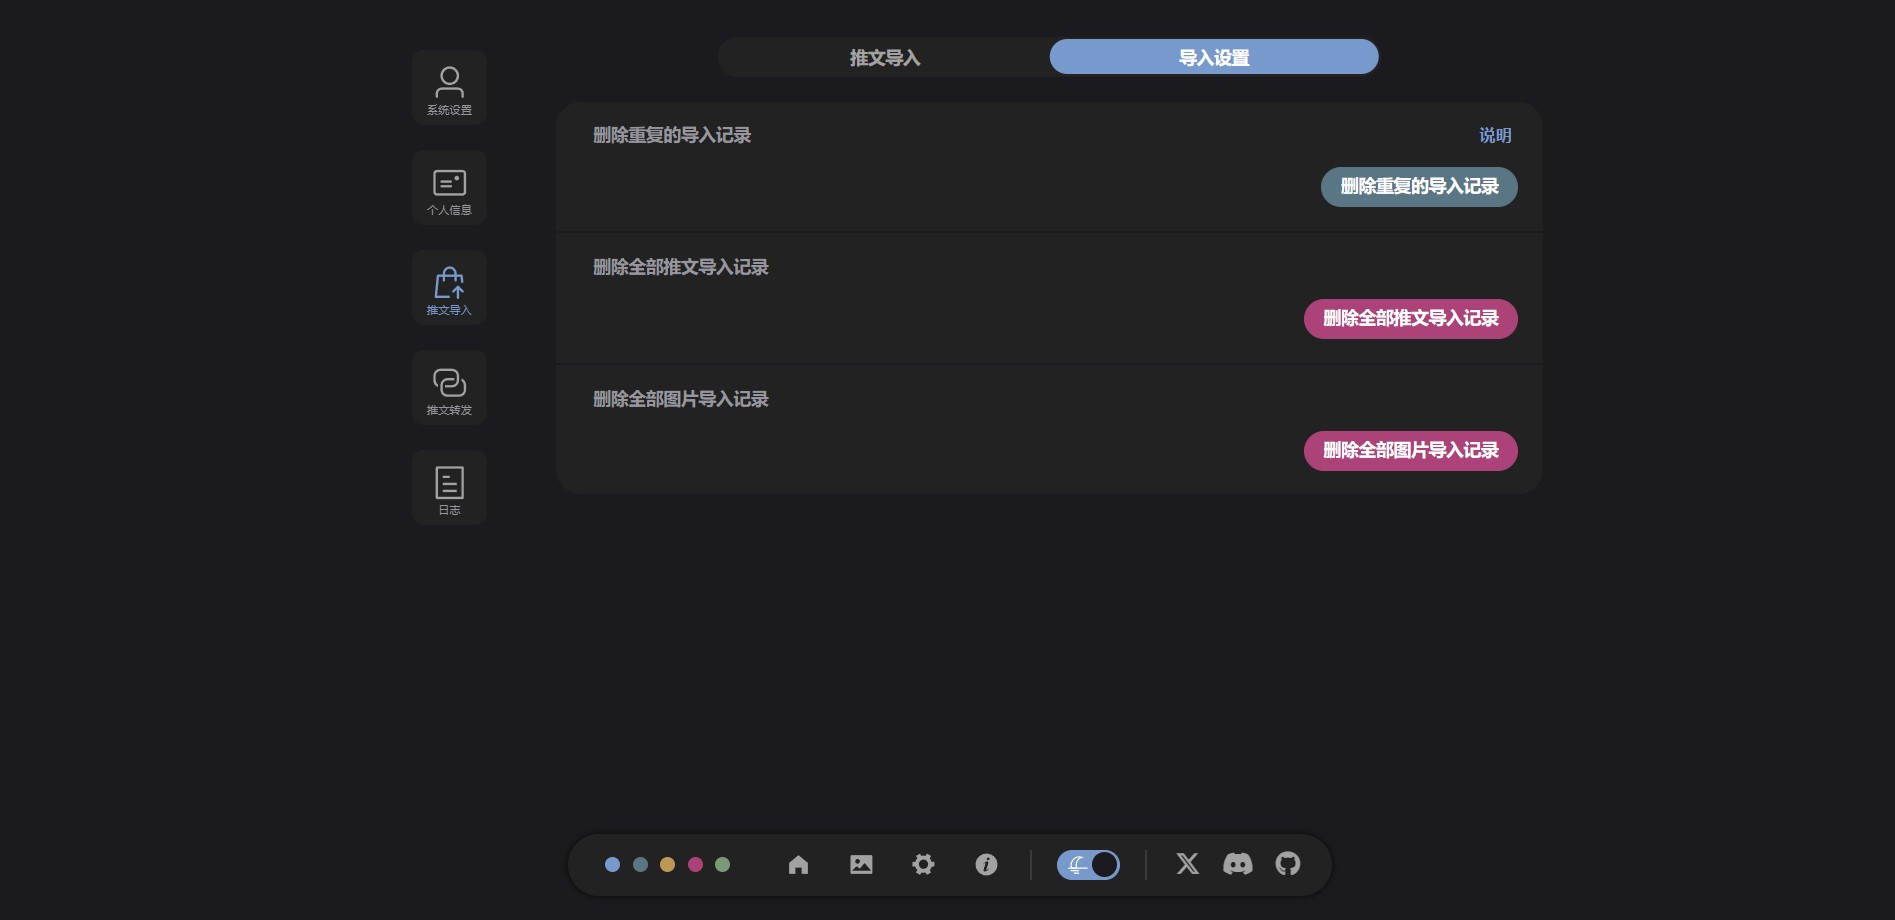 推文导入
导入设置
系统设置
个人信息
推文导入
推文转发
日志
删除重复的导入记录
说明
删除重复的导入记录
删除全部推文导入记录
删除全部推文导入记录
删除全部图片导入记录
删除全部图片导入记录